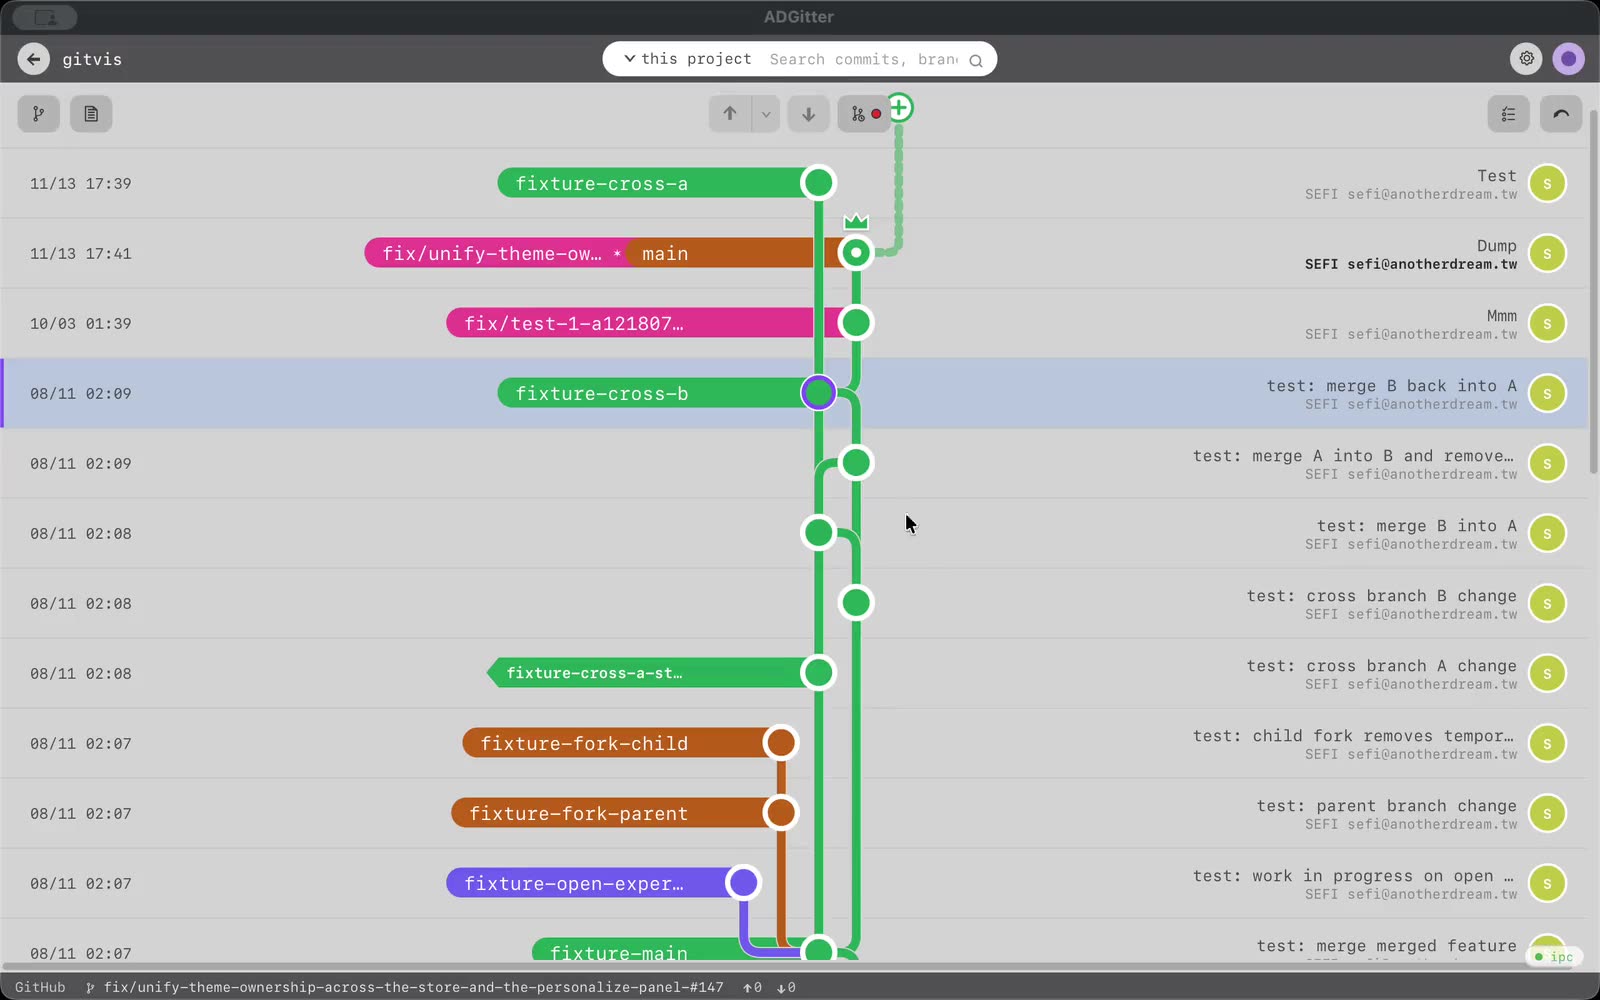 ADGitter
gitvis
this project Search commits, bran
11/13 17:39 fixture-cross-a Test
SEFI sefi@anotherdream.tw
S
11/13 17:41 fix/unify-theme-ow… * main Dump
SEFI sefi@anotherdream.tw
S
10/03 01:39 fix/test-1-a121807… Mmm
SEFI sefi@anotherdream.tw
S
08/11 02:09 fixture-cross-b test: merge B back into A
SEFI sefi@anotherdream.tw
S
08/11 02:09 test: merge A into B and remove…
SEFI sefi@anotherdream.tw
S
08/11 02:08 test: merge B into A
SEFI sefi@anotherdream.tw
S
08/11 02:08 test: cross branch B change
SEFI sefi@anotherdream.tw
S
08/11 02:08 fixture-cross-a-st… test: cross branch A change
SEFI sefi@anotherdream.tw
S
08/11 02:07 fixture-fork-child test: child fork removes tempor…
SEFI sefi@anotherdream.tw
S
08/11 02:07 fixture-fork-parent test: parent branch change
SEFI sefi@anotherdream.tw
S
08/11 02:07 fixture-open-exper… test: work in progress on open …
SEFI sefi@anotherdream.tw
S
08/11 02:07 fixture-main test: merge merged feature
ipc
GitHub fix/unify-theme-ownership-across-the-store-and-the-personalize-panel-#147 ↑0 ↓0